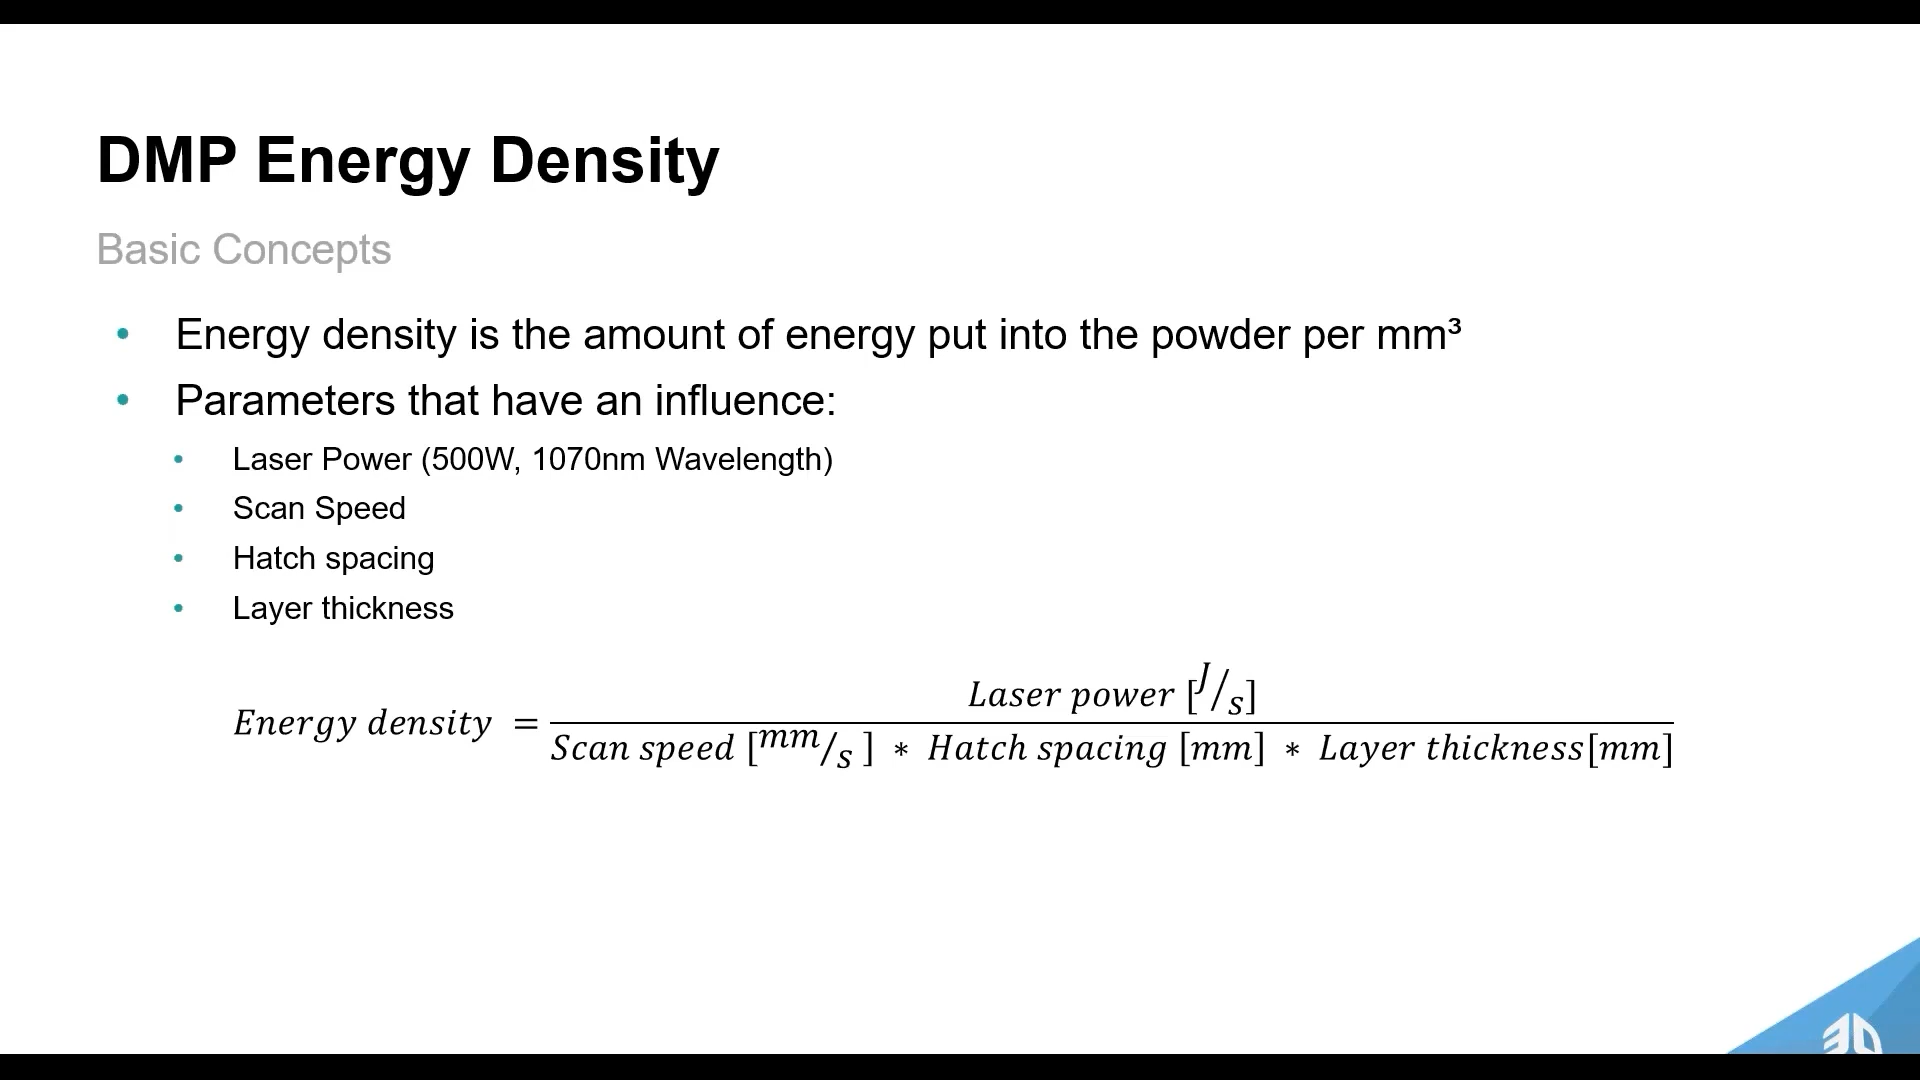 DMP Energy Density
Basic Concepts
• Energy density is the amount of energy put into the powder per mm³
• Parameters that have an influence:
• Laser Power (500W, 1070nm Wavelength)
• Scan Speed
• Hatch spacing
• Layer thickness
Energy density = Laser power [J/s] / Scan speed [mm/s ] * Hatch spacing [mm] * Layer thickness[mm]
3D